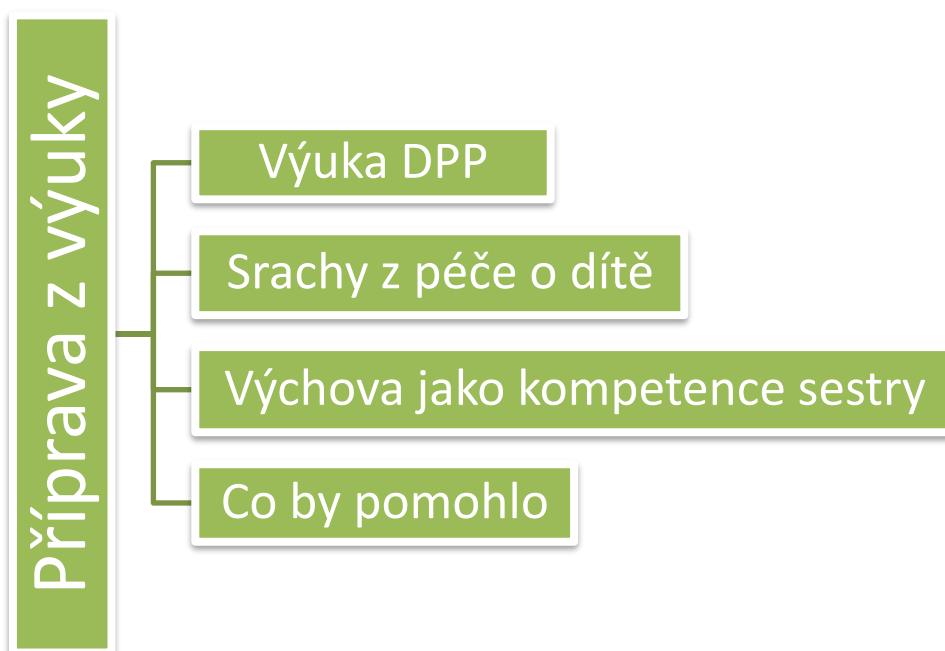 Příprava z výuky
Výuka DPP
Srachy z péče o dítě
Výchova jako kompetence sestry
Co by pomohlo